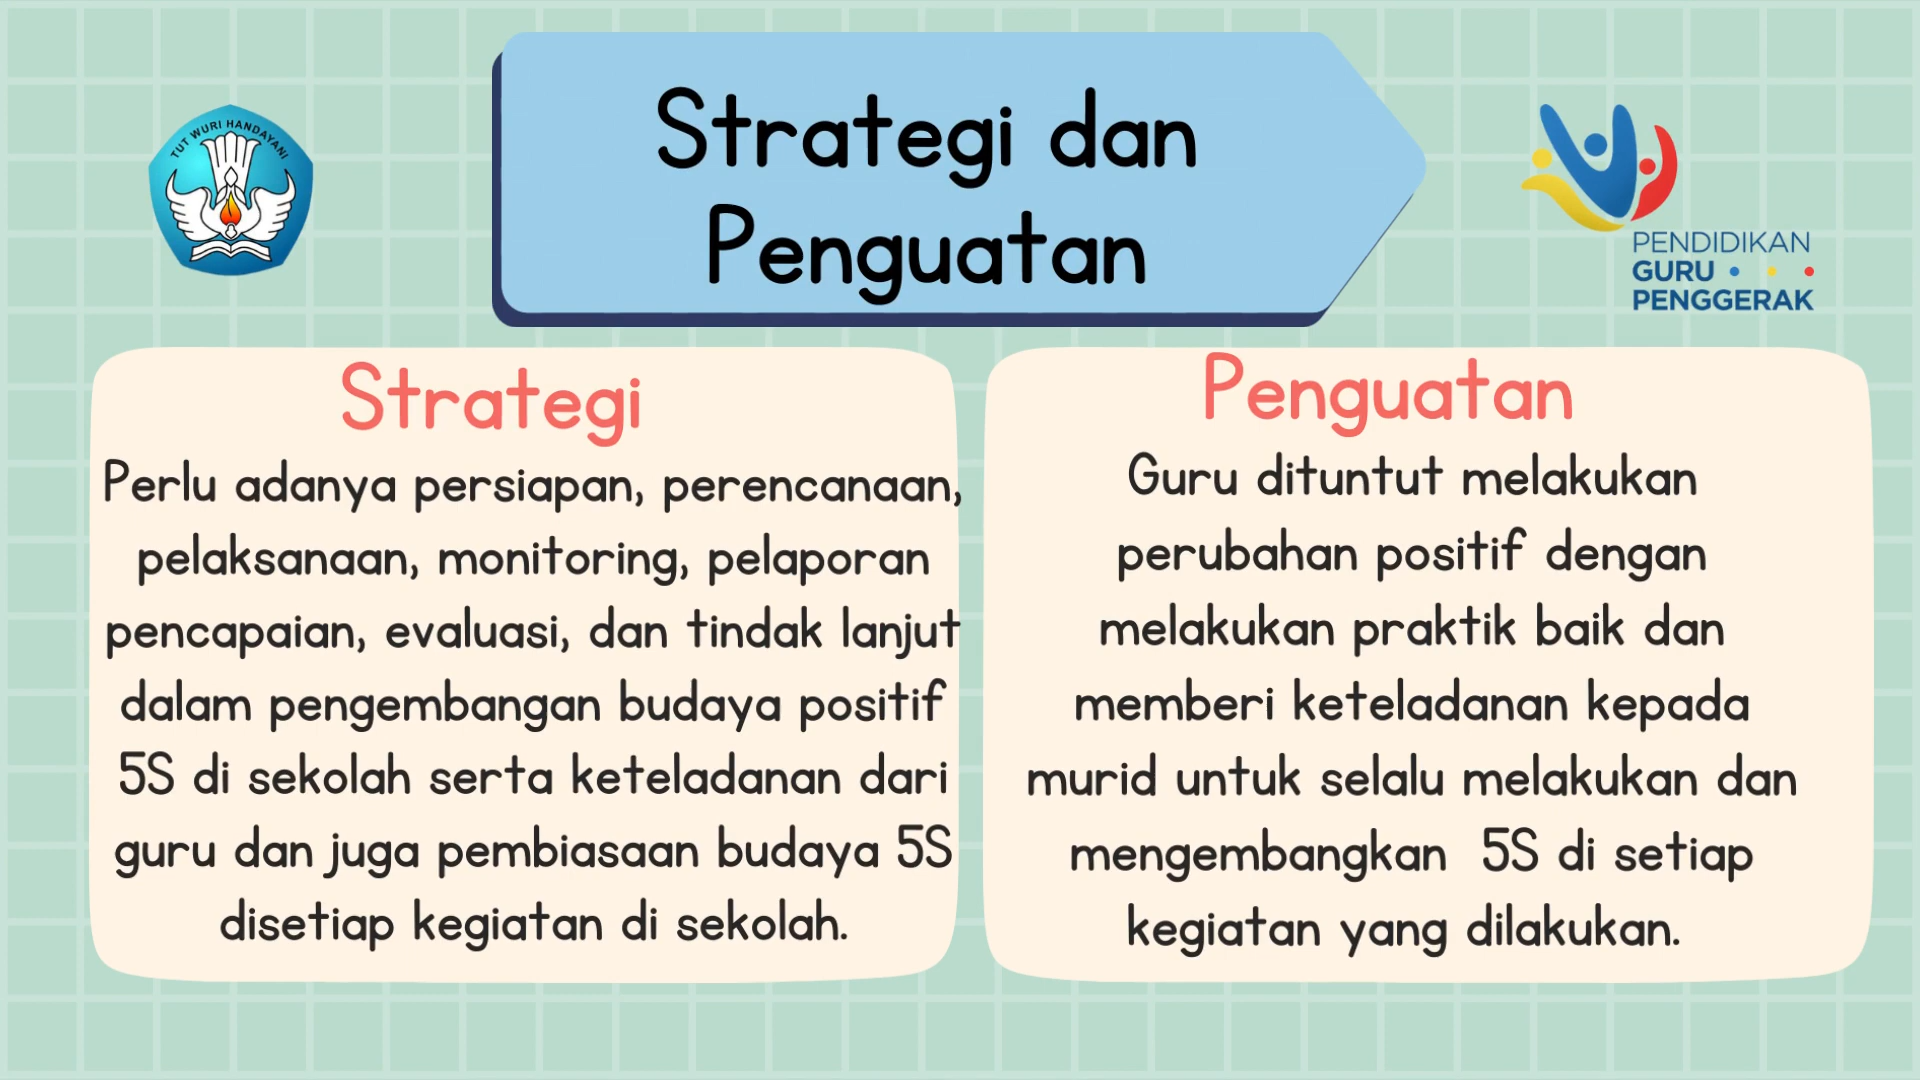 TUT WURI HANDAYANI
Strategi dan
Penguatan
PENDIDIKAN
GURU
PENGGERAK
Strategi
Perlu adanya persiapan, perencanaan,
pelaksanaan, monitoring, pelaporan
pencapaian, evaluasi, dan tindak lanjut
dalam pengembangan budaya positif
5S di sekolah serta keteladanan dari
guru dan juga pembiasaan budaya 5S
disetiap kegiatan di sekolah.
Penguatan
Guru dituntut melakukan
perubahan positif dengan
melakukan praktik baik dan
memberi keteladanan kepada
murid untuk selalu melakukan dan
mengembangkan 5S di setiap
kegiatan yang dilakukan.